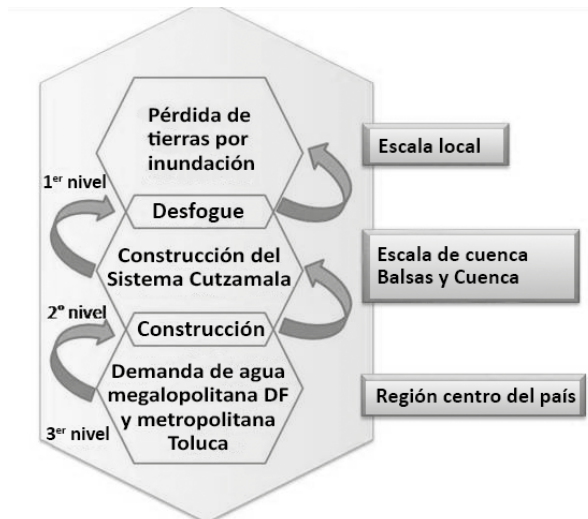 Pérdida de
tierras por
inundación
Escala local
1er nivel
Desfogue
Construcción del
Sistema Cutzamala
Escala de cuenca
Balsas y Cuenca
2º nivel
Construcción
Demanda de agua
megalopolitana DF
y metropolitana
Toluca
Región centro del país
3er nivel